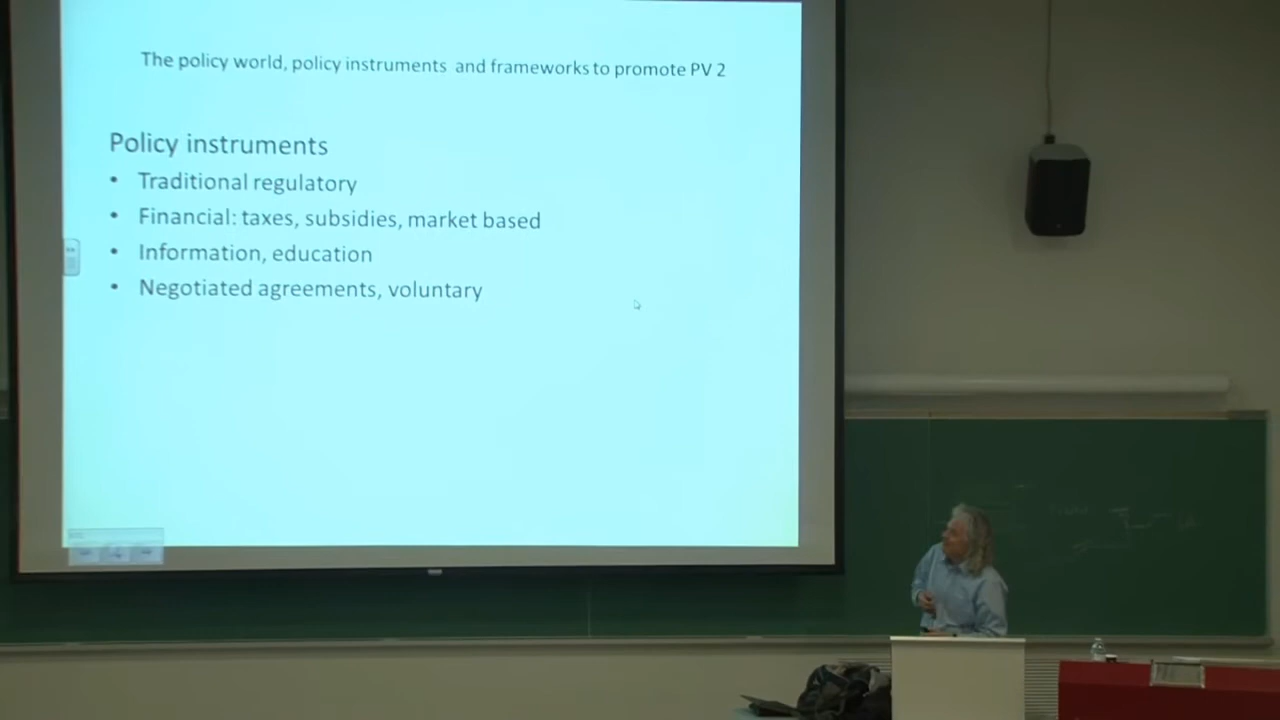 The policy world, policy instruments and frameworks to promote PV 2
Policy instruments
• Traditional regulatory
• Financial: taxes, subsidies, market based
• Information, education
• Negotiated agreements, voluntary